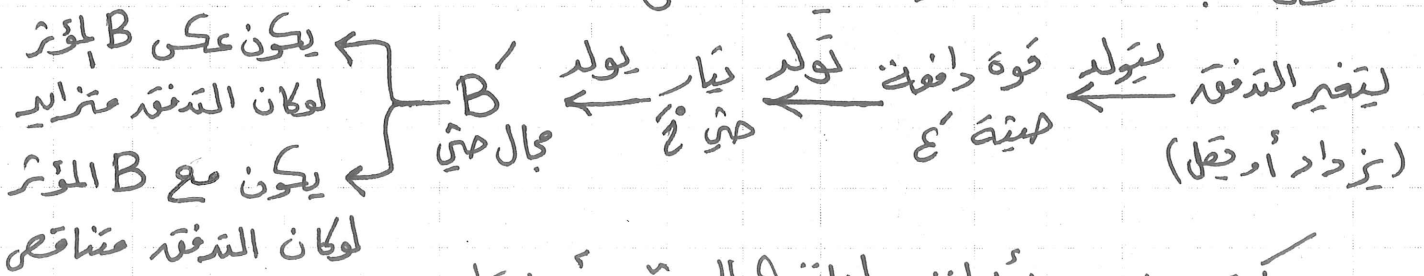 يتغير التدفق ← يتولد قوة دافعة ← تولد تيار ← يولد B′
(يزداد أو يقل)
حثية ع′
حثي
مجال حثي
يكون عكس B المؤثر
لو كان التدفق متزايد
يكون مع B المؤثر
لو كان التدفق متناقص